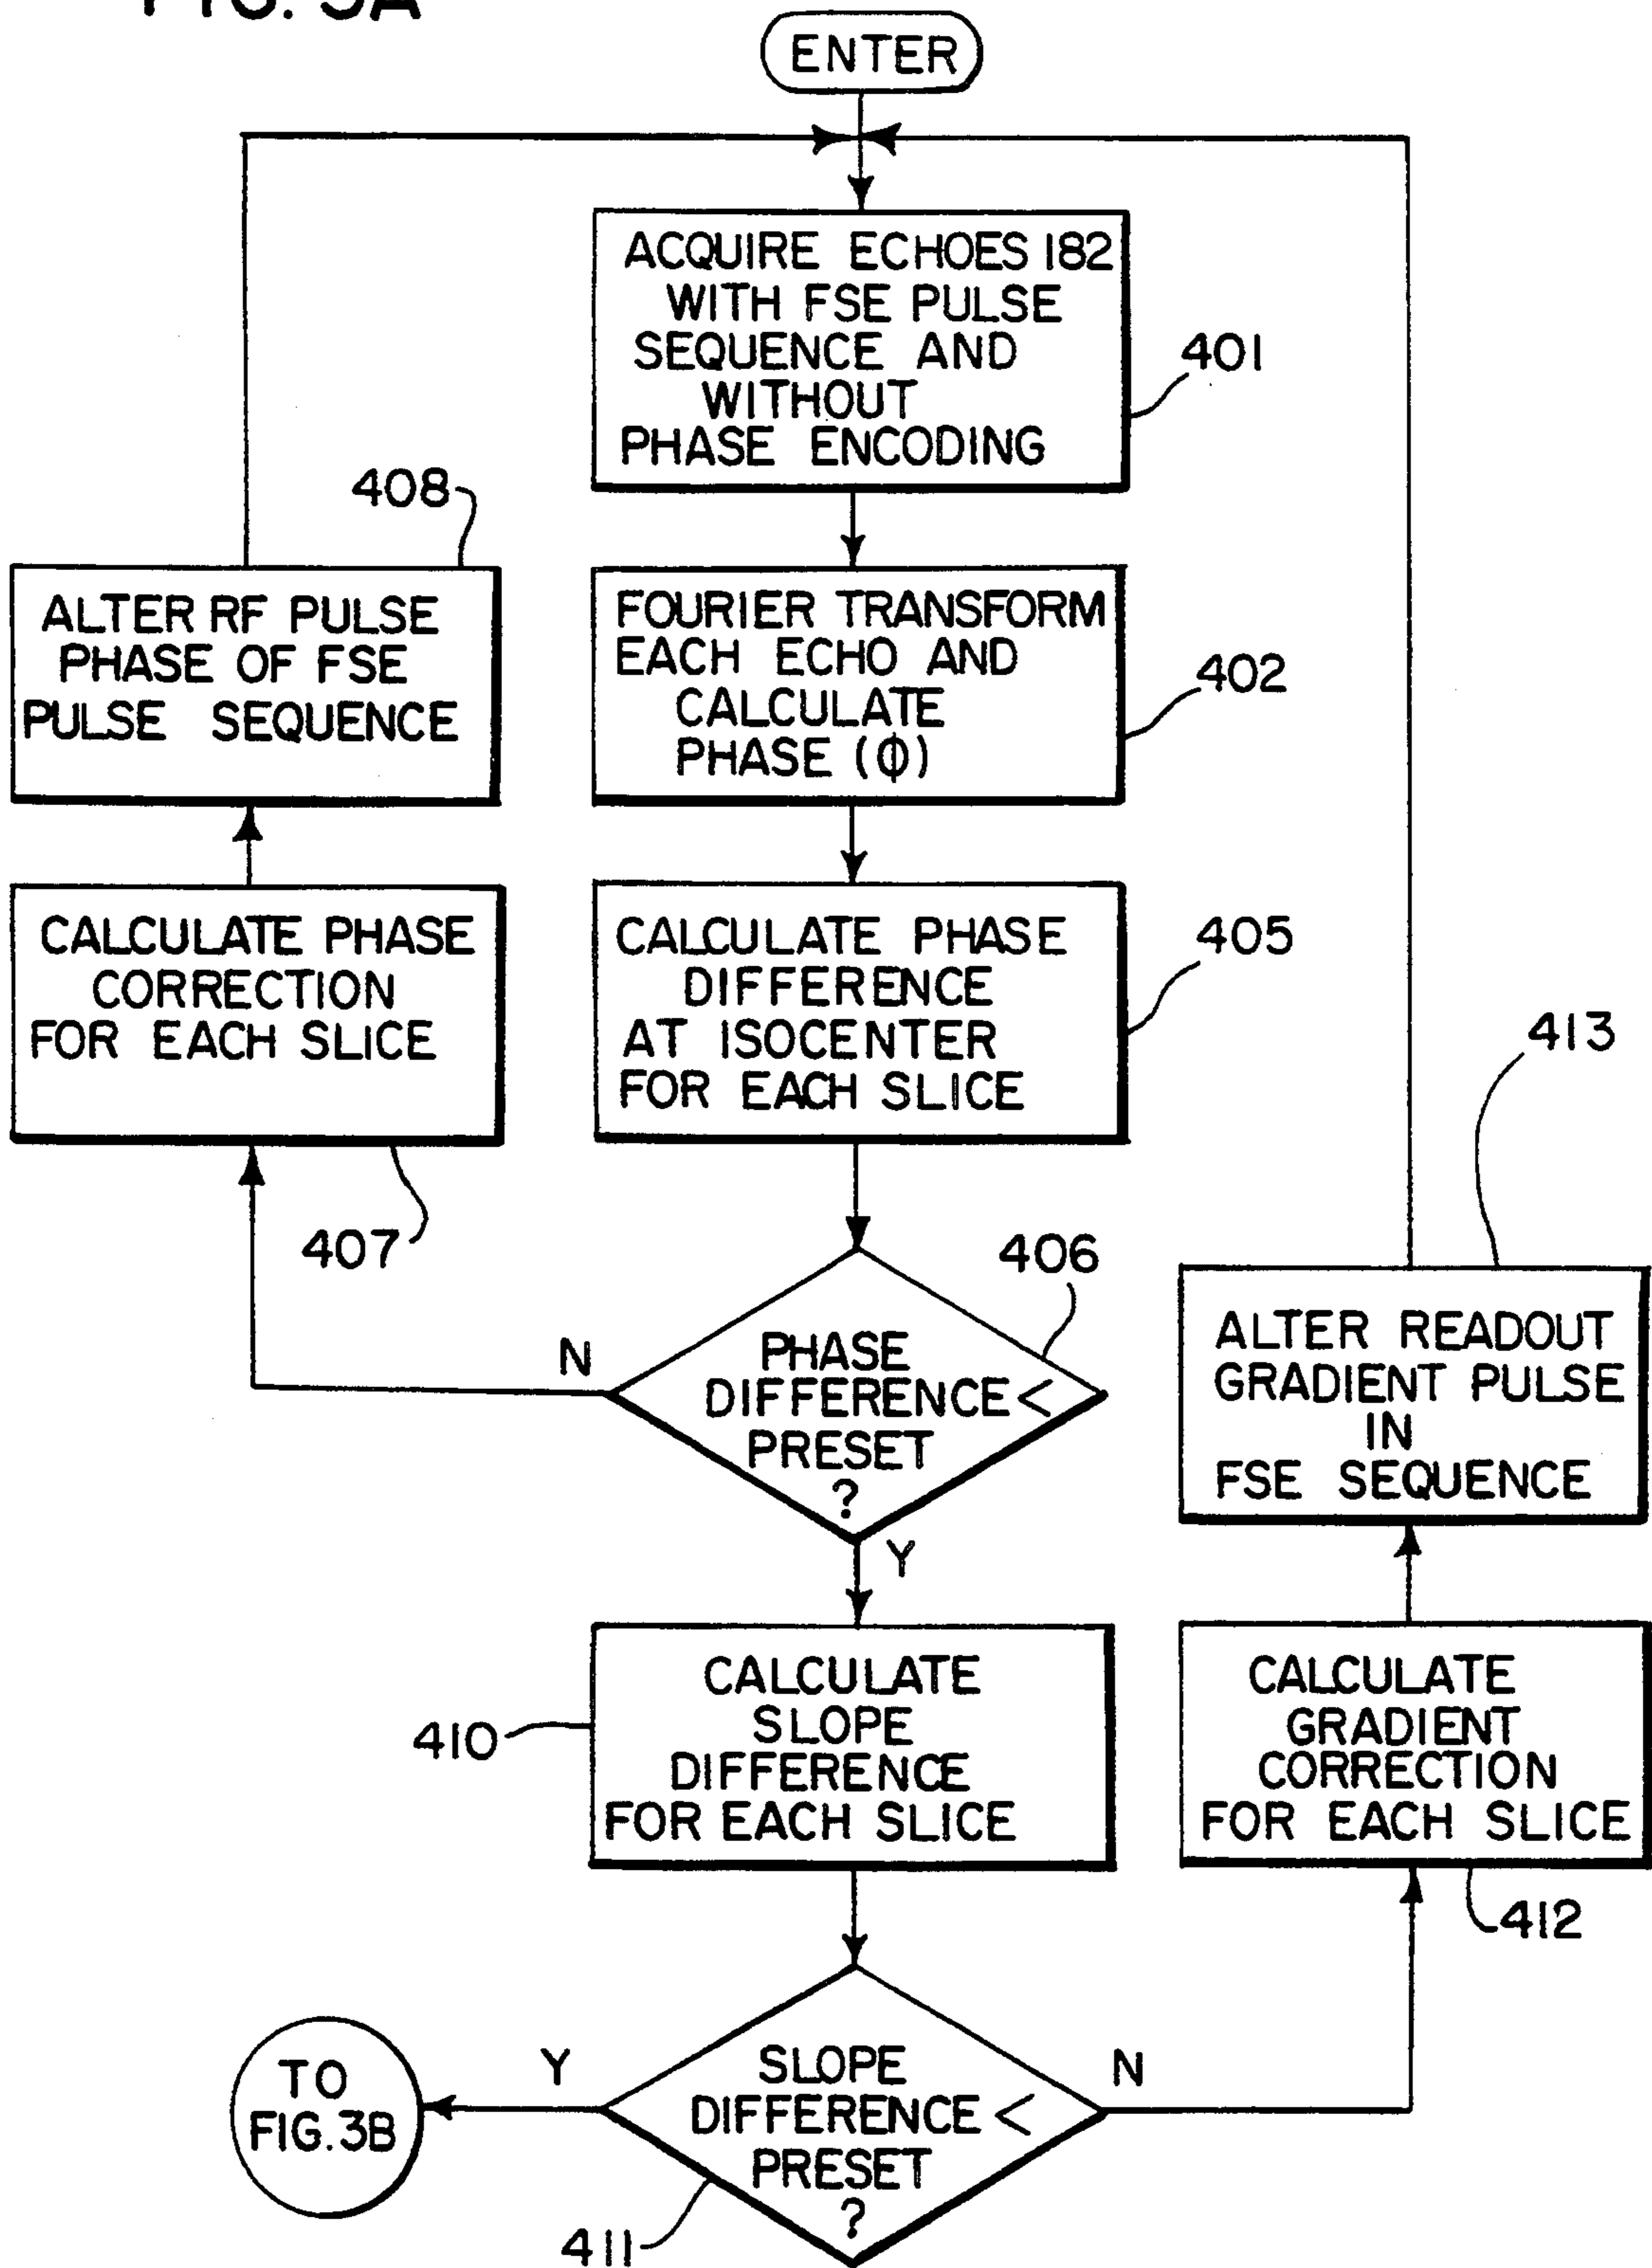 FIG. 3A
ENTER
ACQUIRE ECHOES 182
WITH FSE PULSE
SEQUENCE AND
WITHOUT
PHASE ENCODING
401
408
ALTER RF PULSE
PHASE OF FSE
PULSE SEQUENCE
FOURIER TRANSFORM
EACH ECHO AND
CALCULATE
PHASE (Φ)
402
CALCULATE PHASE
CORRECTION
FOR EACH SLICE
407
CALCULATE PHASE
DIFFERENCE
AT ISOCENTER
FOR EACH SLICE
405
413
406
N
PHASE
DIFFERENCE <
PRESET
?
Y
ALTER READOUT
GRADIENT PULSE
IN
FSE SEQUENCE
410
CALCULATE
SLOPE
DIFFERENCE
FOR EACH SLICE
CALCULATE
GRADIENT
CORRECTION
FOR EACH SLICE
412
TO
FIG. 3B
Y
SLOPE
DIFFERENCE <
PRESET
?
N
411